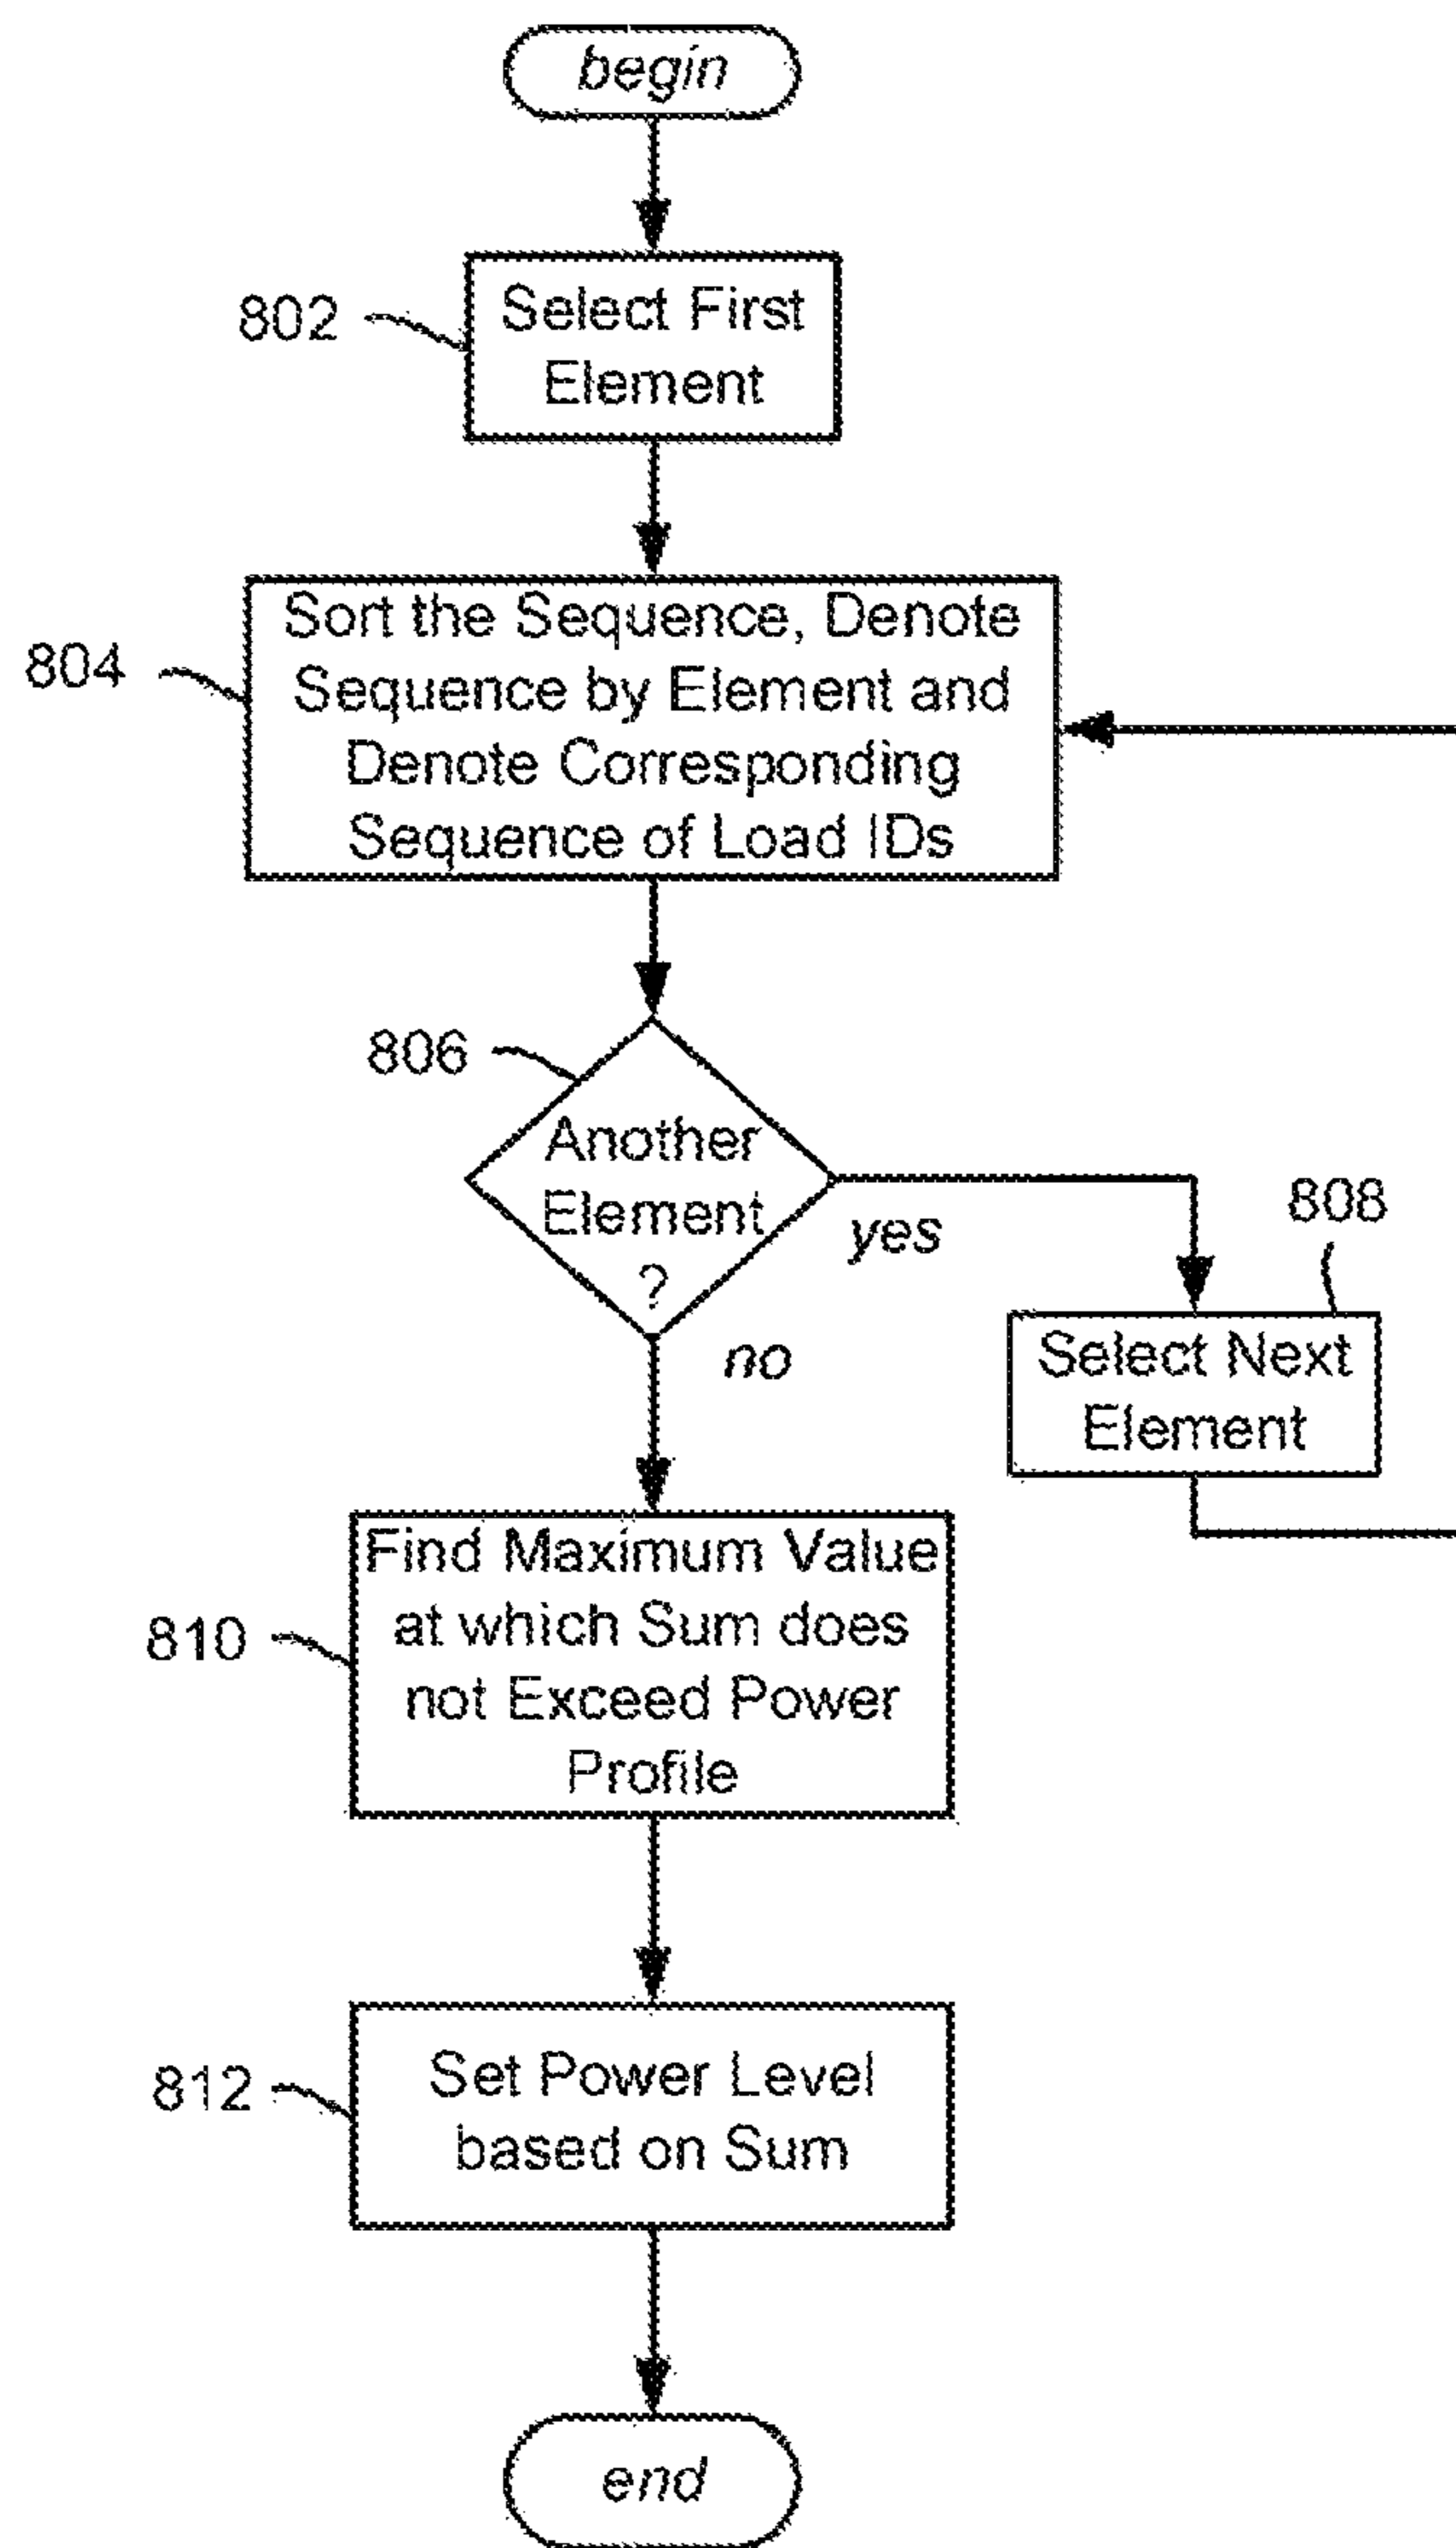 begin
802
Select First
Element
804
Sort the Sequence, Denote
Sequence by Element and
Denote Corresponding
Sequence of Load IDs
806
Another
Element
?
yes
no
808
Select Next
Element
810
Find Maximum Value
at which Sum does
not Exceed Power
Profile
812
Set Power Level
based on Sum
end